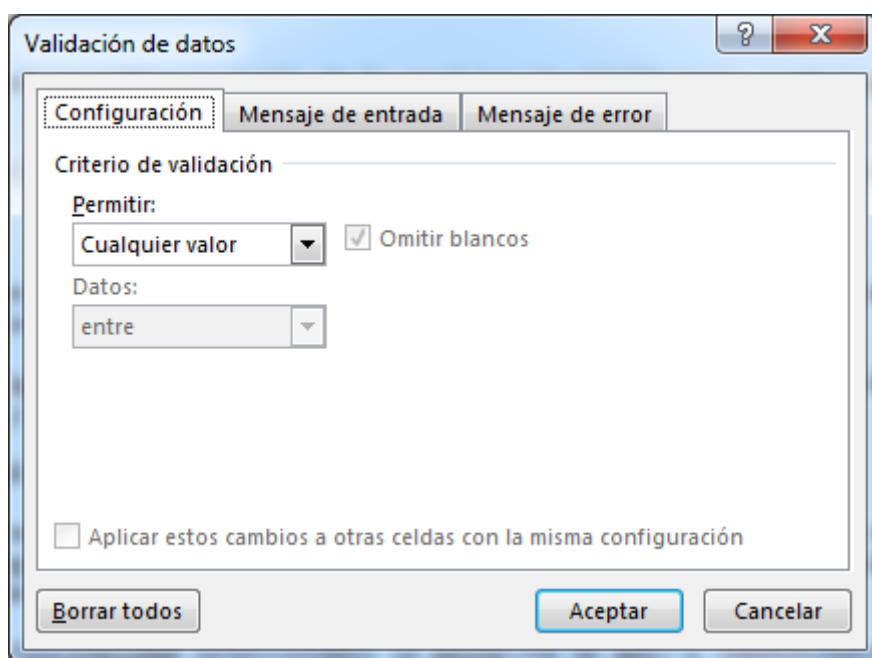 Validación de datos
Configuración Mensaje de entrada Mensaje de error
Criterio de validación
Permitir:
Cualquier valor Omitir blancos
Datos:
entre
Aplicar estos cambios a otras celdas con la misma configuración
Borrar todos Aceptar Cancelar